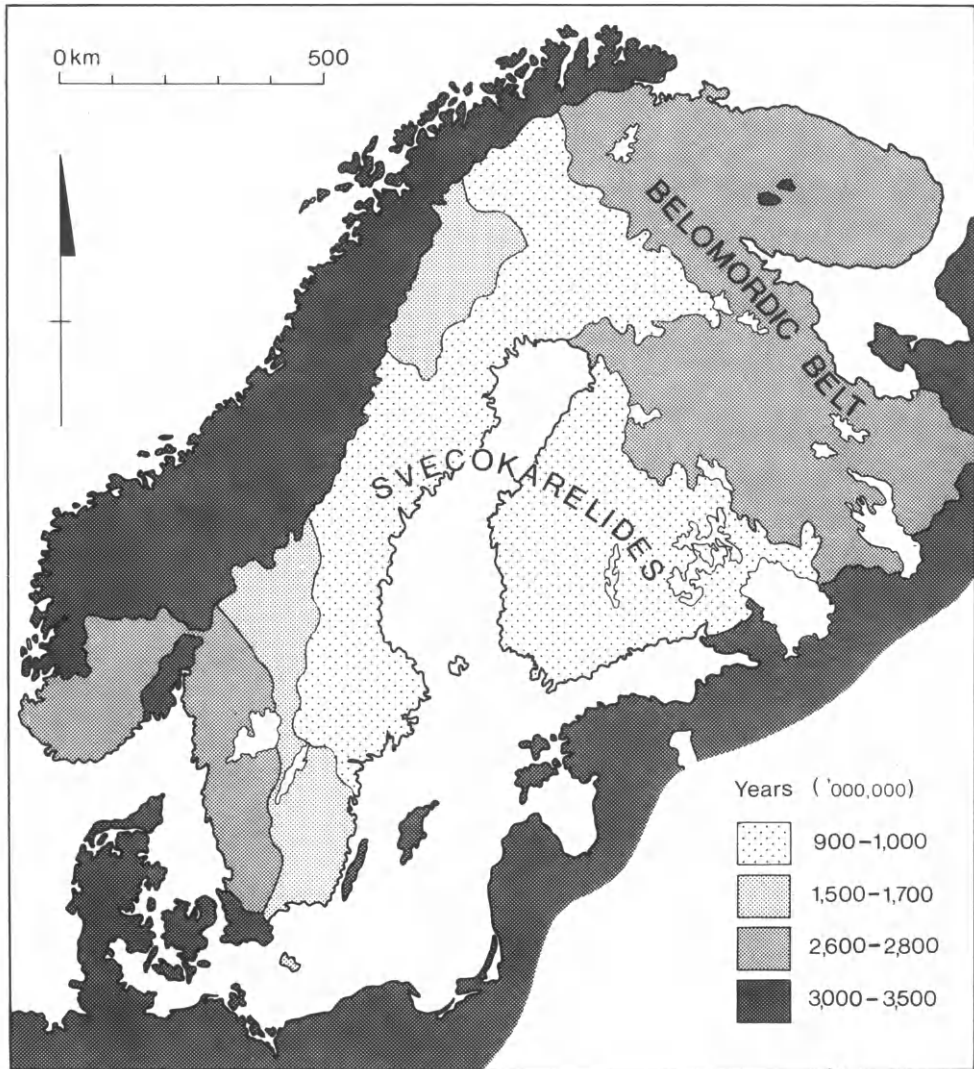 0 km 500
BELOMORDIC BELT
SVECOKARELIDES
Years ('000,000)
900–1,000
1,500–1,700
2,600–2,800
3,000–3,500